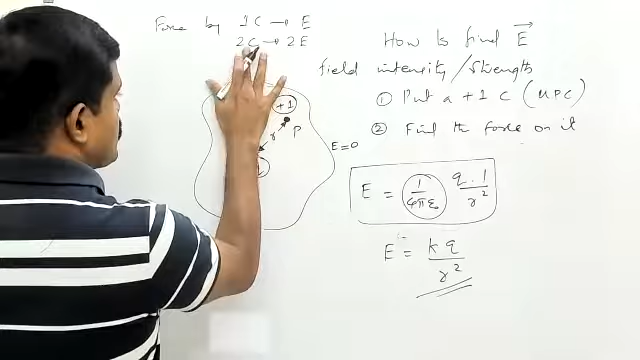 Force by 1C → E
2C → 2E
How to find E⃗
field intensity/Strengths
① Put a +1 C (UPC)
② Find the force on it
+1
P
r
E=0
E = 1/4πε₀ q.1/r²
E = kq/r²